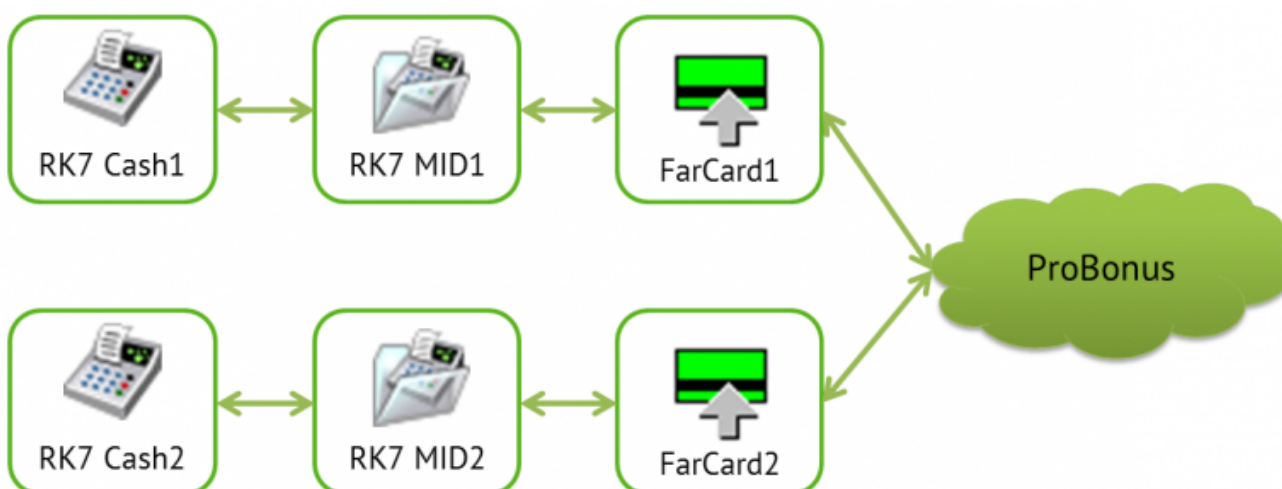 RK7 Cash1
RK7 MID1
FarCard1
ProBonus
RK7 Cash2
RK7 MID2
FarCard2